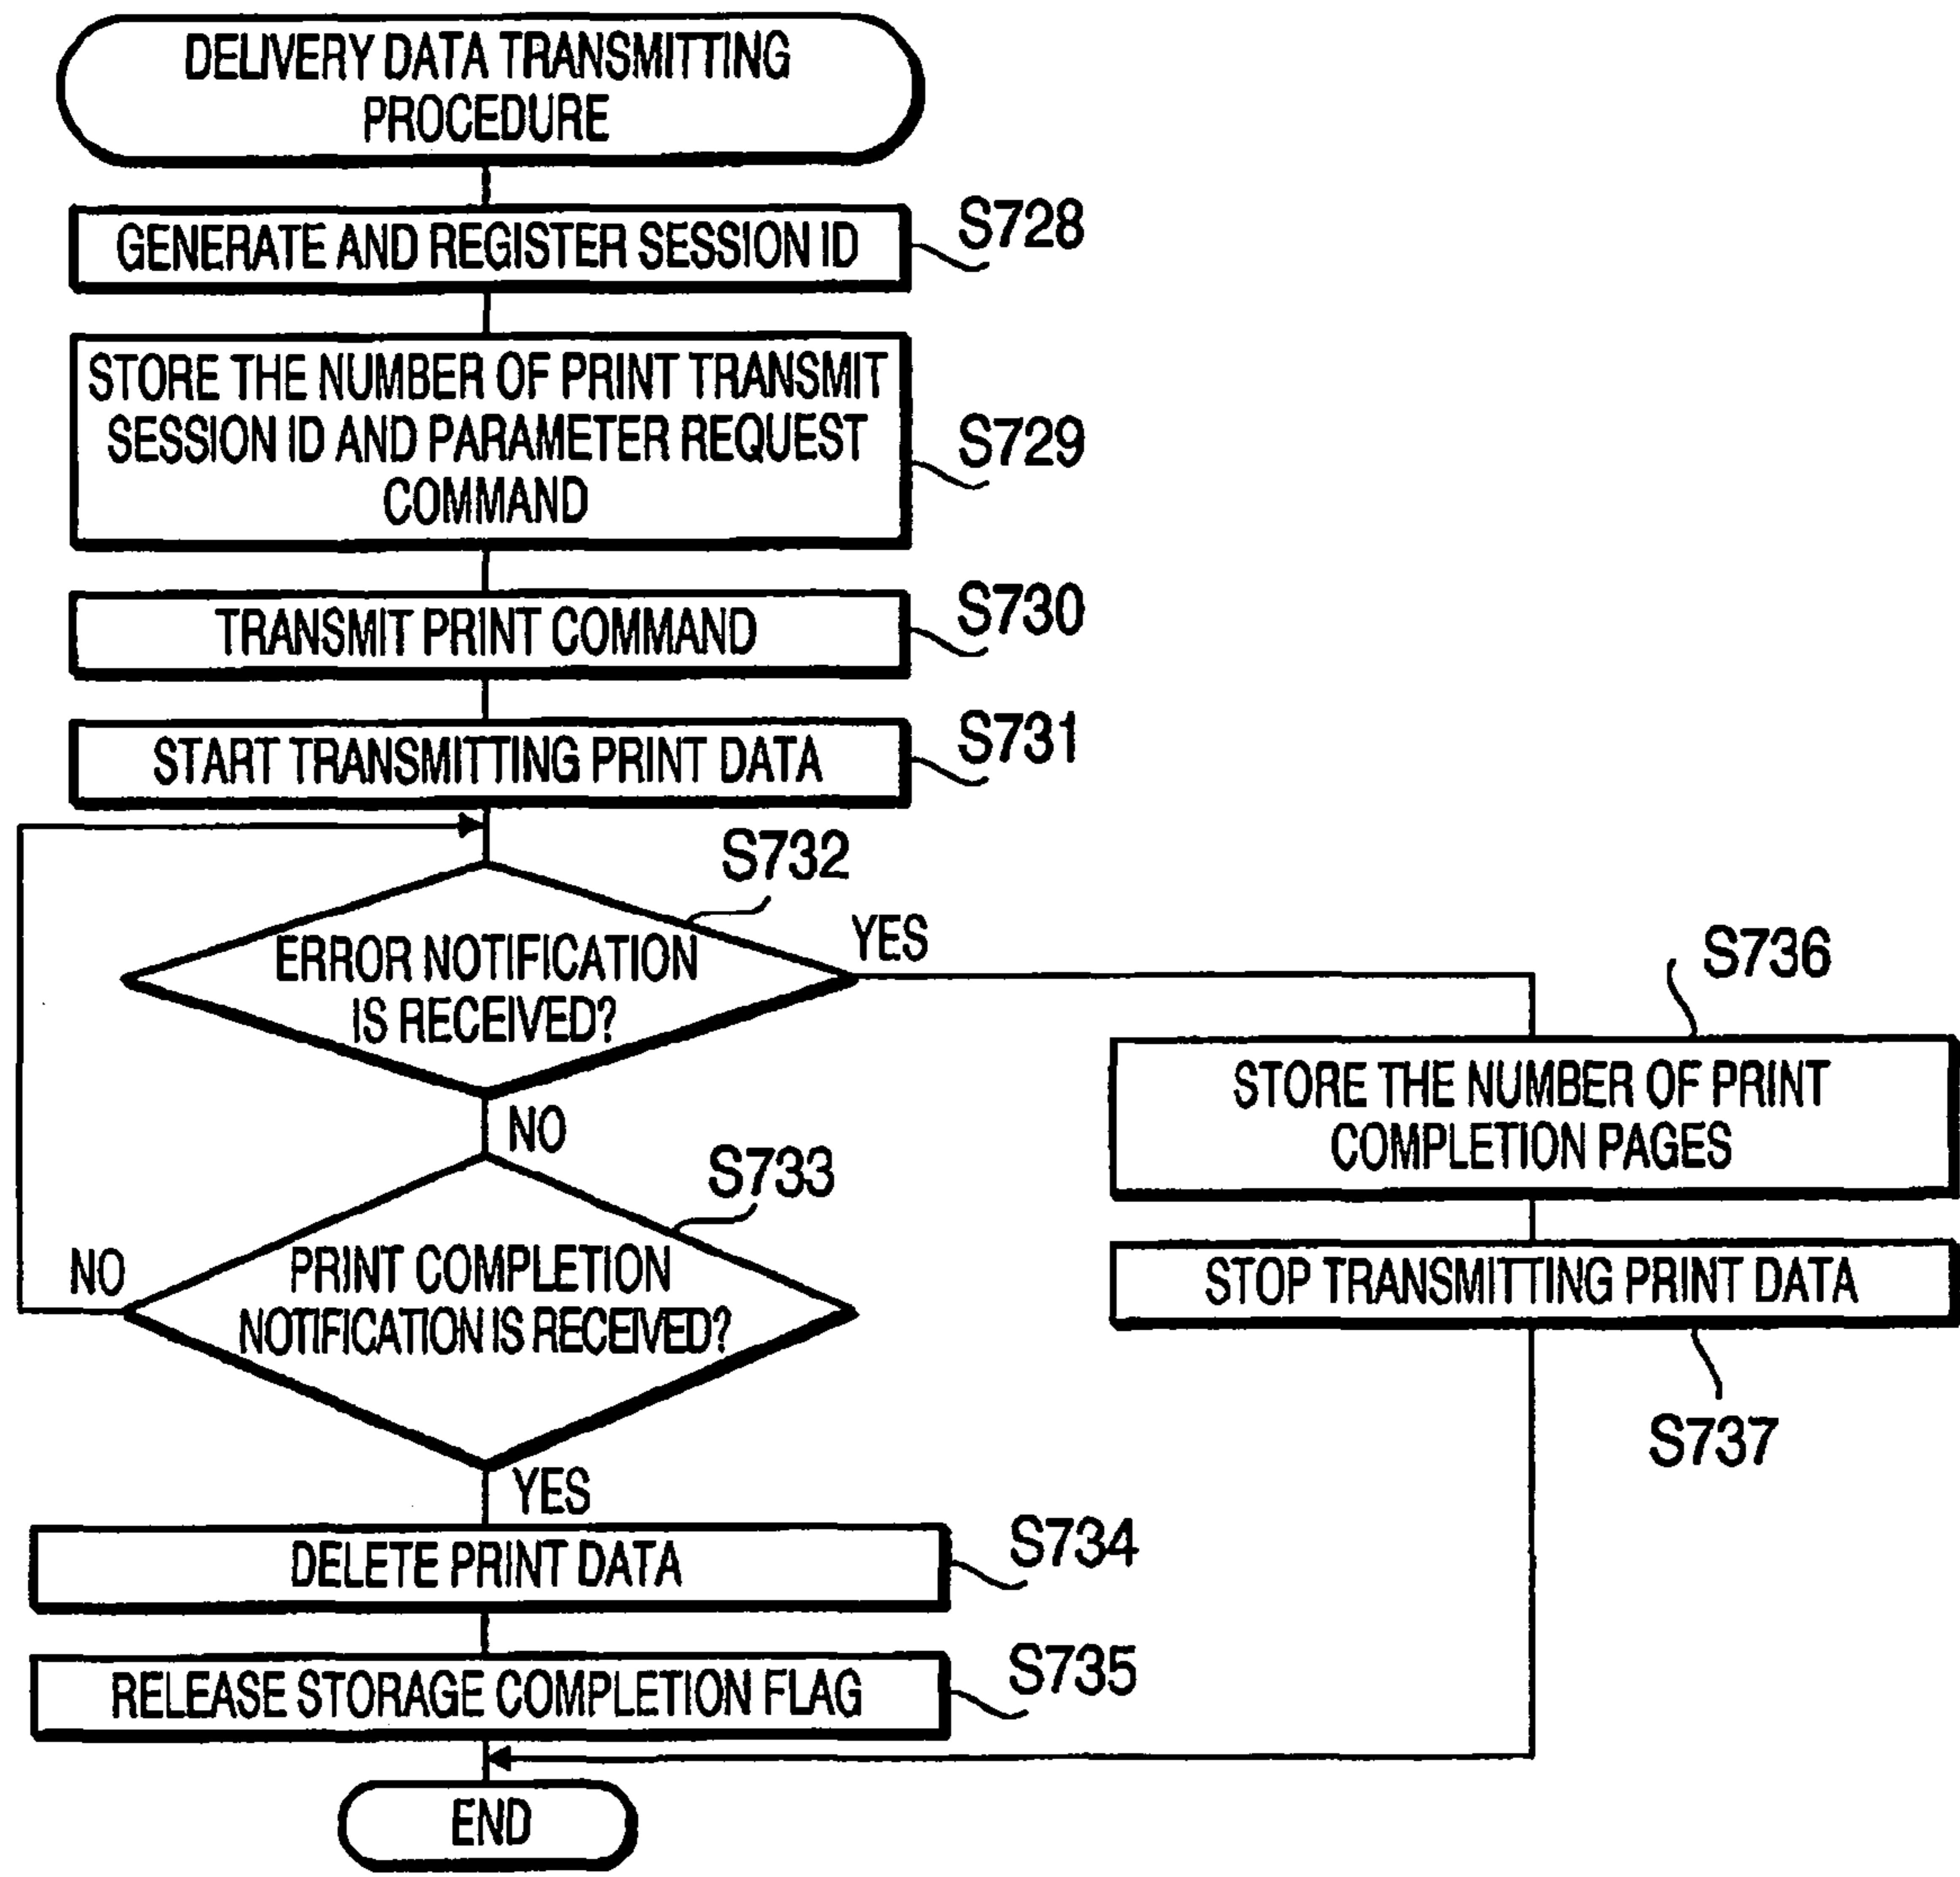 DELIVERY DATA TRANSMITTING
PROCEDURE
GENERATE AND REGISTER SESSION ID
S728
STORE THE NUMBER OF PRINT TRANSMIT
SESSION ID AND PARAMETER REQUEST
COMMAND
S729
TRANSMIT PRINT COMMAND
S730
START TRANSMITTING PRINT DATA
S731
S732
ERROR NOTIFICATION
IS RECEIVED?
YES
NO
S736
STORE THE NUMBER OF PRINT
COMPLETION PAGES
S733
PRINT COMPLETION
NOTIFICATION IS RECEIVED?
NO
YES
STOP TRANSMITTING PRINT DATA
S737
DELETE PRINT DATA
S734
RELEASE STORAGE COMPLETION FLAG
S735
END